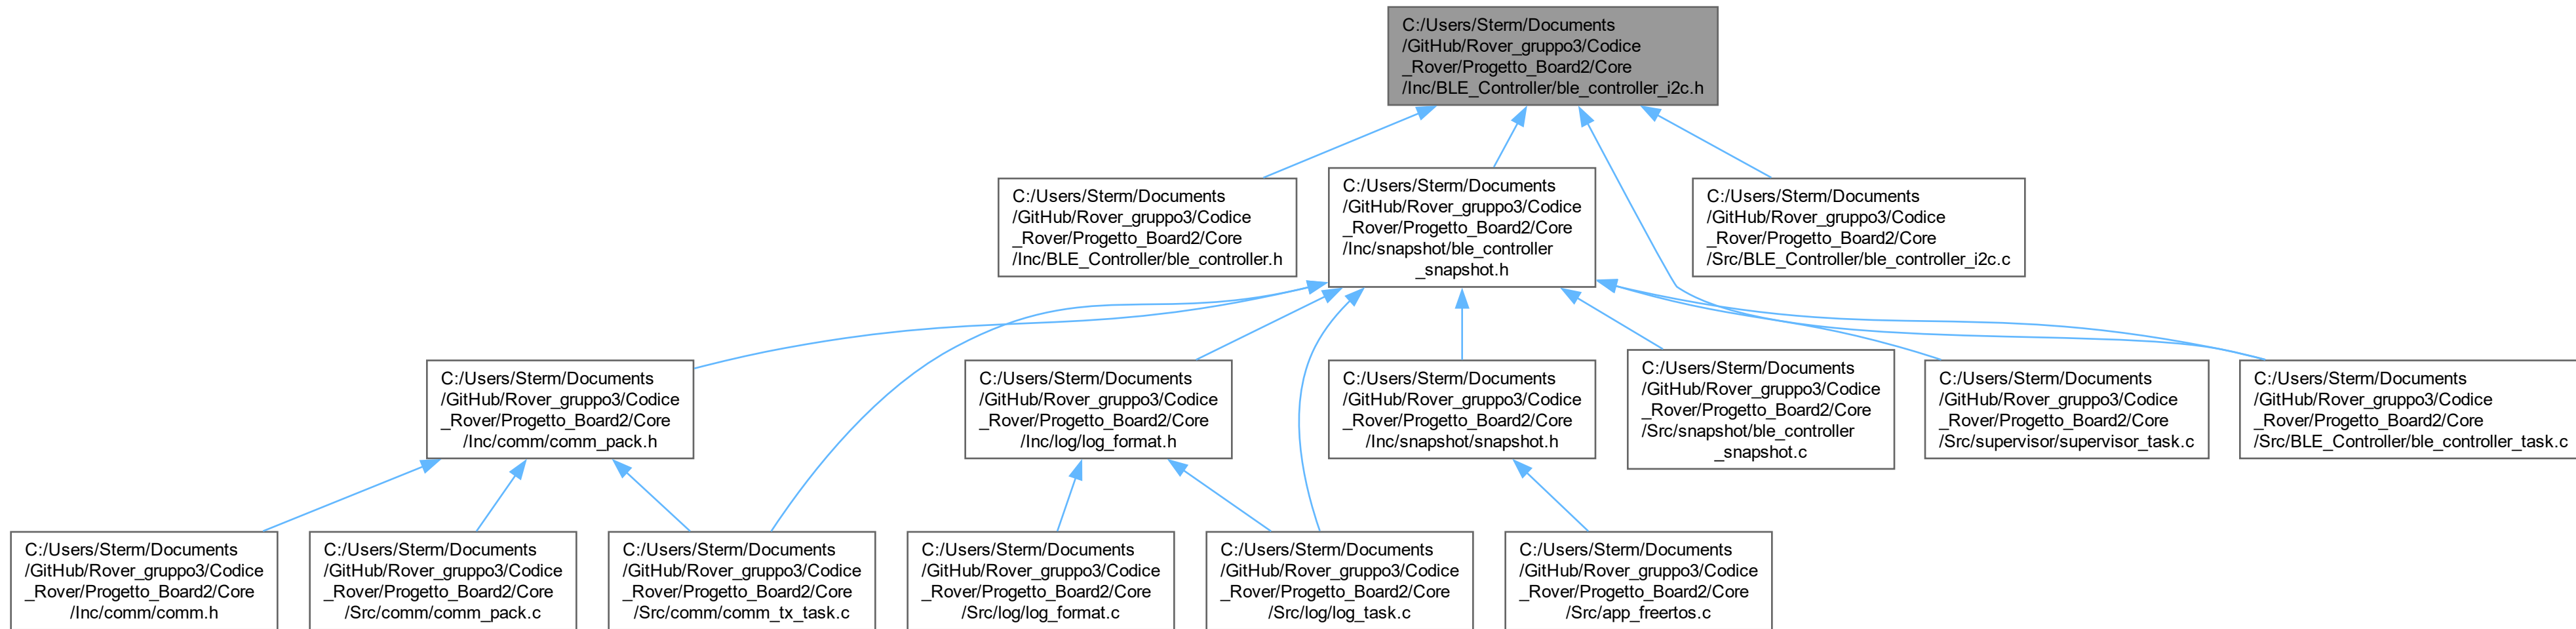 C:/Users/Sterm/Documents
/GitHub/Rover_gruppo3/Codice
_Rover/Progetto_Board2/Core
/Inc/BLE_Controller/ble_controller_i2c.h
C:/Users/Sterm/Documents
/GitHub/Rover_gruppo3/Codice
_Rover/Progetto_Board2/Core
/Inc/BLE_Controller/ble_controller.h
C:/Users/Sterm/Documents
/GitHub/Rover_gruppo3/Codice
_Rover/Progetto_Board2/Core
/Inc/snapshot/ble_controller
_snapshot.h
C:/Users/Sterm/Documents
/GitHub/Rover_gruppo3/Codice
_Rover/Progetto_Board2/Core
/Src/BLE_Controller/ble_controller_i2c.c
C:/Users/Sterm/Documents
/GitHub/Rover_gruppo3/Codice
_Rover/Progetto_Board2/Core
/Inc/comm/comm_pack.h
C:/Users/Sterm/Documents
/GitHub/Rover_gruppo3/Codice
_Rover/Progetto_Board2/Core
/Inc/log/log_format.h
C:/Users/Sterm/Documents
/GitHub/Rover_gruppo3/Codice
_Rover/Progetto_Board2/Core
/Inc/snapshot/snapshot.h
C:/Users/Sterm/Documents
/GitHub/Rover_gruppo3/Codice
_Rover/Progetto_Board2/Core
/Src/snapshot/ble_controller
_snapshot.c
C:/Users/Sterm/Documents
/GitHub/Rover_gruppo3/Codice
_Rover/Progetto_Board2/Core
/Src/supervisor/supervisor_task.c
C:/Users/Sterm/Documents
/GitHub/Rover_gruppo3/Codice
_Rover/Progetto_Board2/Core
/Src/BLE_Controller/ble_controller_task.c
C:/Users/Sterm/Documents
/GitHub/Rover_gruppo3/Codice
_Rover/Progetto_Board2/Core
/Inc/comm/comm.h
C:/Users/Sterm/Documents
/GitHub/Rover_gruppo3/Codice
_Rover/Progetto_Board2/Core
/Src/comm/comm_pack.c
C:/Users/Sterm/Documents
/GitHub/Rover_gruppo3/Codice
_Rover/Progetto_Board2/Core
/Src/comm/comm_tx_task.c
C:/Users/Sterm/Documents
/GitHub/Rover_gruppo3/Codice
_Rover/Progetto_Board2/Core
/Src/log/log_format.c
C:/Users/Sterm/Documents
/GitHub/Rover_gruppo3/Codice
_Rover/Progetto_Board2/Core
/Src/log/log_task.c
C:/Users/Sterm/Documents
/GitHub/Rover_gruppo3/Codice
_Rover/Progetto_Board2/Core
/Src/app_freertos.c